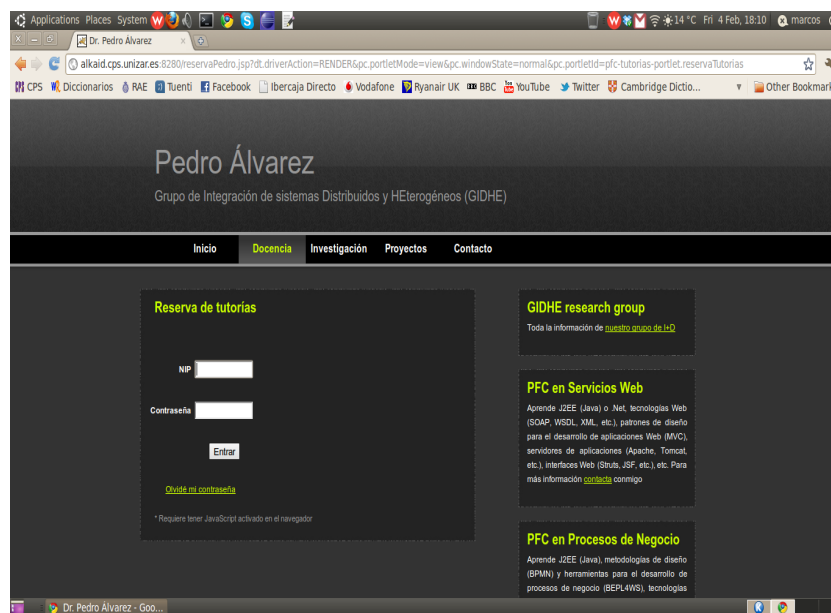 Applications Places System
14 °C Fri 4 Feb, 18:10 marcos
Dr. Pedro Álvarez
alkaid.cps.unizar.es:8280/reservaPedro.jsp?dt.driverAction=RENDER&pc.portletMode=view&pc.windowState=normal&pc.portletId=pfc-tutorias-portlet.reservaTutorias
CPS Diccionarios RAE Tuenti Facebook Ibercaja Directo Vodafone Ryanair UK BBC YouTube Twitter Cambridge Dictio... Other Bookmark
Pedro Álvarez
Grupo de Integración de sistemas Distribuidos y HEterogéneos (GIDHE)
Inicio Docencia Investigación Proyectos Contacto
Reserva de tutorías
NIP
Contraseña
Entrar
Olvidé mi contraseña
* Requiere tener JavaScript activado en el navegador
GIDHE research group
Toda la información de nuestro grupo de I+D
PFC en Servicios Web
Aprende J2EE (Java) o .Net, tecnologías Web
(SOAP, WSDL, XML, etc.), patrones de diseño
para el desarrollo de aplicaciones Web (MVC),
servidores de aplicaciones (Apache, Tomcat,
etc.), interfaces Web (Struts, JSF, etc.), etc. Para
más información contacta conmigo
PFC en Procesos de Negocio
Aprende J2EE (Java), metodologías de diseño
(BPMN) y herramientas para el desarrollo de
procesos de negocio (BEPL4WS), tecnologías
Dr. Pedro Álvarez - Goo...